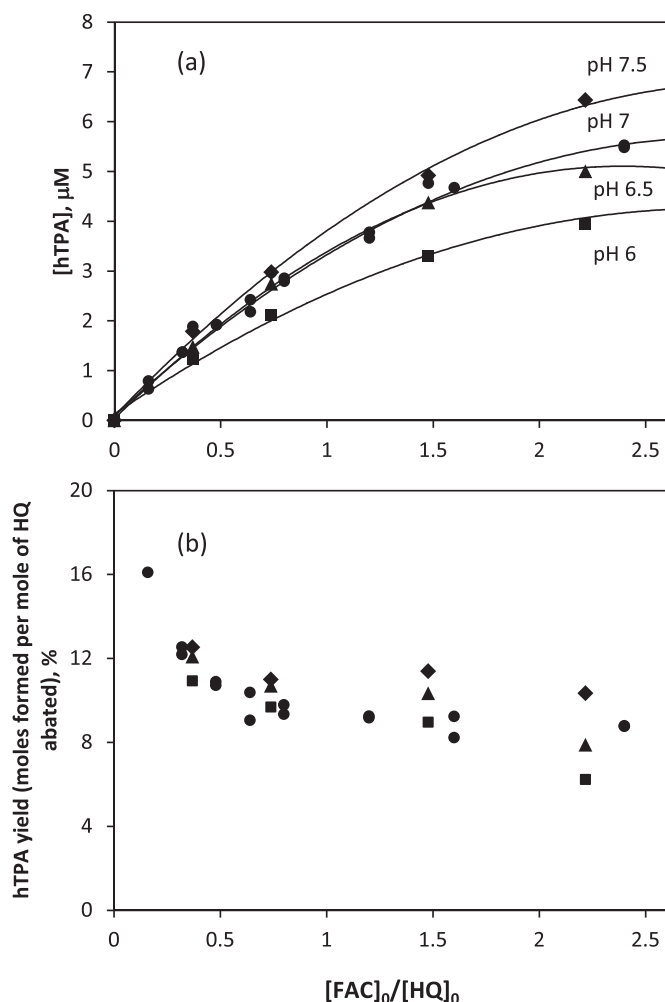 8
(a)
pH 7.5
7
6
pH 7
5
[hTPA], µM
4
pH 6.5
3
pH 6
2
1
0
0
0.5
1
1.5
2
2.5
20
(b)
16
12
8
4
0
hTPA yield (moles formed per mole of HQ
abated), %
0
0.5
1
1.5
2
2.5
[FAC]₀/[HQ]₀